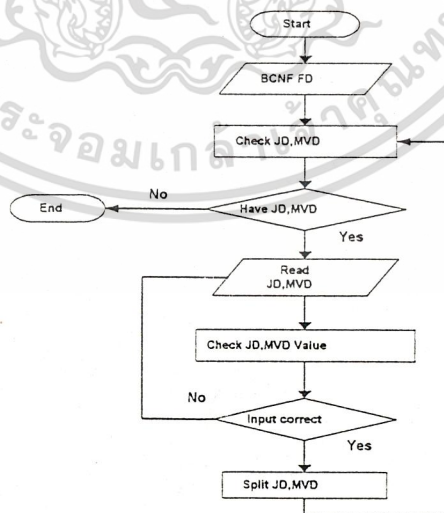 Start
BCNF FD
Check JD,MVD
No
End
Have JD,MVD
Yes
Read
JD,MVD
Check JD,MVD Value
No
Input correct
Yes
Split JD,MVD